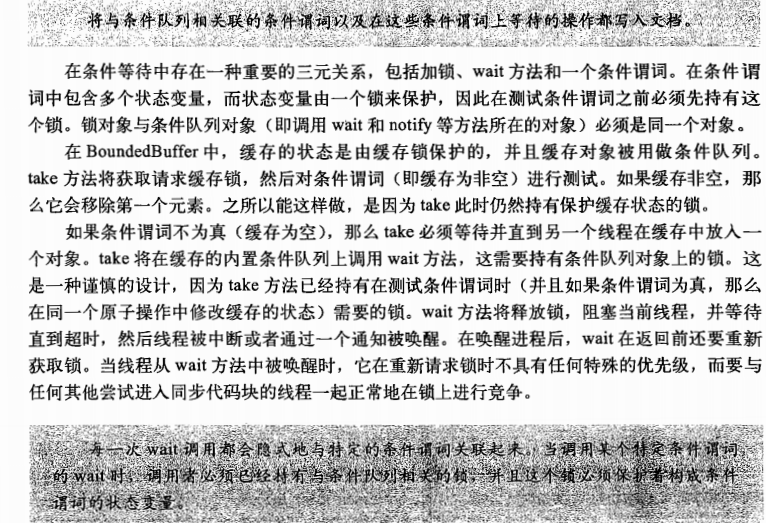 将与条件队列相关联的条件谓词以及在这些条件谓词上等待的操作都写入文档。
在条件等待中存在一种重要的三元关系，包括加锁、wait 方法和一个条件谓词。在条件谓
词中包含多个状态变量，而状态变量由一个锁来保护，因此在测试条件谓词之前必须先持有这
个锁。锁对象与条件队列对象（即调用 wait 和 notify 等方法所在的对象）必须是同一个对象。
在 BoundedBuffer 中，缓存的状态是由缓存锁保护的，并且缓存对象被用做条件队列。
take 方法将获取请求缓存锁，然后对条件谓词（即缓存为非空）进行测试。如果缓存非空，那
么它会移除第一个元素。之所以能这样做，是因为 take 此时仍然持有保护缓存状态的锁。
如果条件谓词不为真（缓存为空），那么 take 必须等待并直到另一个线程在缓存中放入一
个对象。take 将在缓存的内置条件队列上调用 wait 方法，这需要持有条件队列对象上的锁。这
是一种谨慎的设计，因为 take 方法已经持有在测试条件谓词时（并且如果条件谓词为真，那么
在同一个原子操作中修改缓存的状态）需要的锁。wait 方法将释放锁，阻塞当前线程，并等待
直到超时，然后线程被中断或者通过一个通知被唤醒。在唤醒进程后，wait 在返回前还要重新
获取锁。当线程从 wait 方法中被唤醒时，它在重新请求锁时不具有任何特殊的优先级，而要与
任何其他尝试进入同步代码块的线程一起正常地在锁上进行竞争。
每一次 wait 调用都会隐式地与特定的条件谓词关联起来。当调用某个特定条件谓词
的 wait 时，调用者必须已经持有与条件队列相关的锁，并且这个锁必须保护着构成条件
谓词的状态变量。